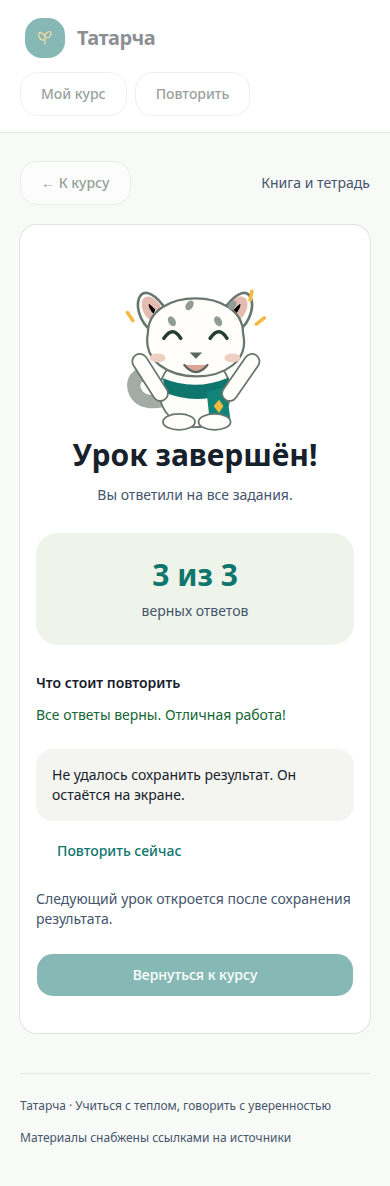 Татарча
Мой курс
Повторить
← К курсу
Книга и тетрадь
Урок завершён!
Вы ответили на все задания.
3 из 3
верных ответов
Что стоит повторить
Все ответы верны. Отличная работа!
Не удалось сохранить результат. Он
остаётся на экране.
Повторить сейчас
Следующий урок откроется после сохранения
результата.
Вернуться к курсу
Татарча · Учиться с теплом, говорить с уверенностью
Материалы снабжены ссылками на источники